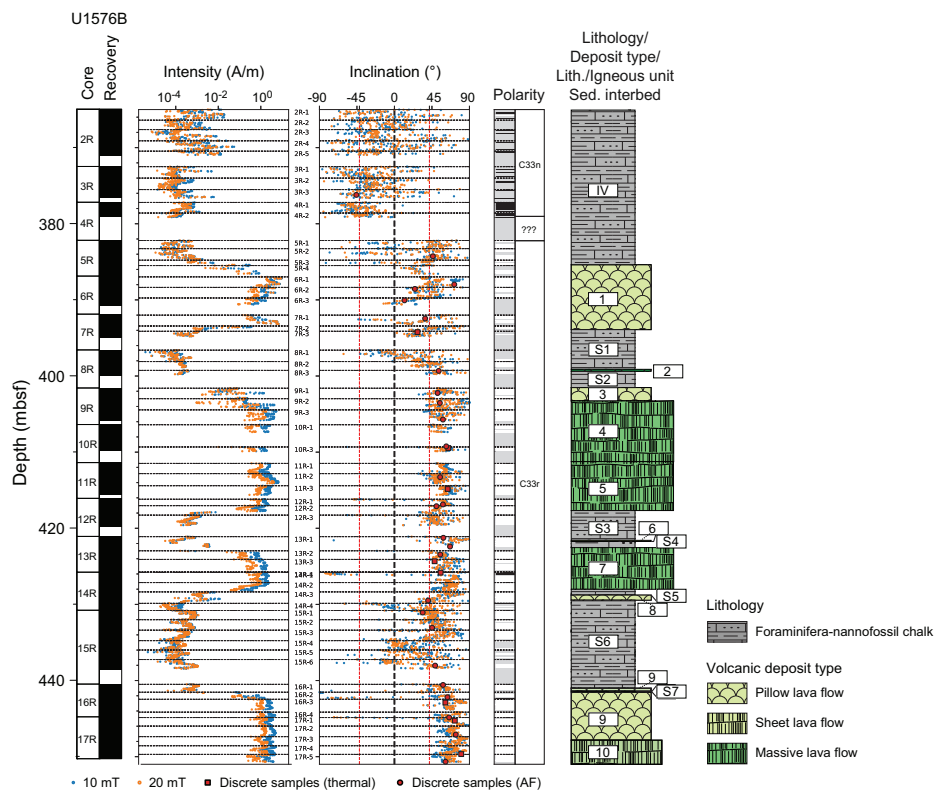 U1576B
Core
Recovery
Intensity (A/m)
10-4 10-2 100
Inclination (°)
-90 -45 0 45 90
Polarity
Lithology/
Deposit type/
Lith./Igneous unit
Sed. interbed
Depth (mbsf)
380
400
420
440
2R
3R
4R
5R
6R
7R
8R
9R
10R
11R
12R
13R
14R
15R
16R
17R
2R-1
2R-2
2R-3
2R-4
2R-5
3R-1
3R-2
3R-3
4R-1
4R-2
5R-1
5R-2
5R-3
5R-4
6R-1
6R-2
6R-3
7R-1
7R-2
7R-3
8R-1
8R-2
8R-3
9R-1
9R-2
9R-3
10R-1
10R-3
11R-1
11R-2
11R-3
12R-1
12R-2
12R-3
13R-1
13R-2
13R-3
14R-2
14R-3
14R-4
15R-1
15R-2
15R-3
15R-4
15R-5
15R-6
16R-1
16R-2
16R-3
16R-4
17R-1
17R-2
17R-3
17R-4
17R-5
C33n
???
C33r
IV
1
S1
2
S2
3
4
5
S3
6
S4
7
S5
8
S6
9
S7
9
10
Lithology
Foraminifera-nannofossil chalk
Volcanic deposit type
Pillow lava flow
Sheet lava flow
Massive lava flow
10 mT 20 mT Discrete samples (thermal) Discrete samples (AF)